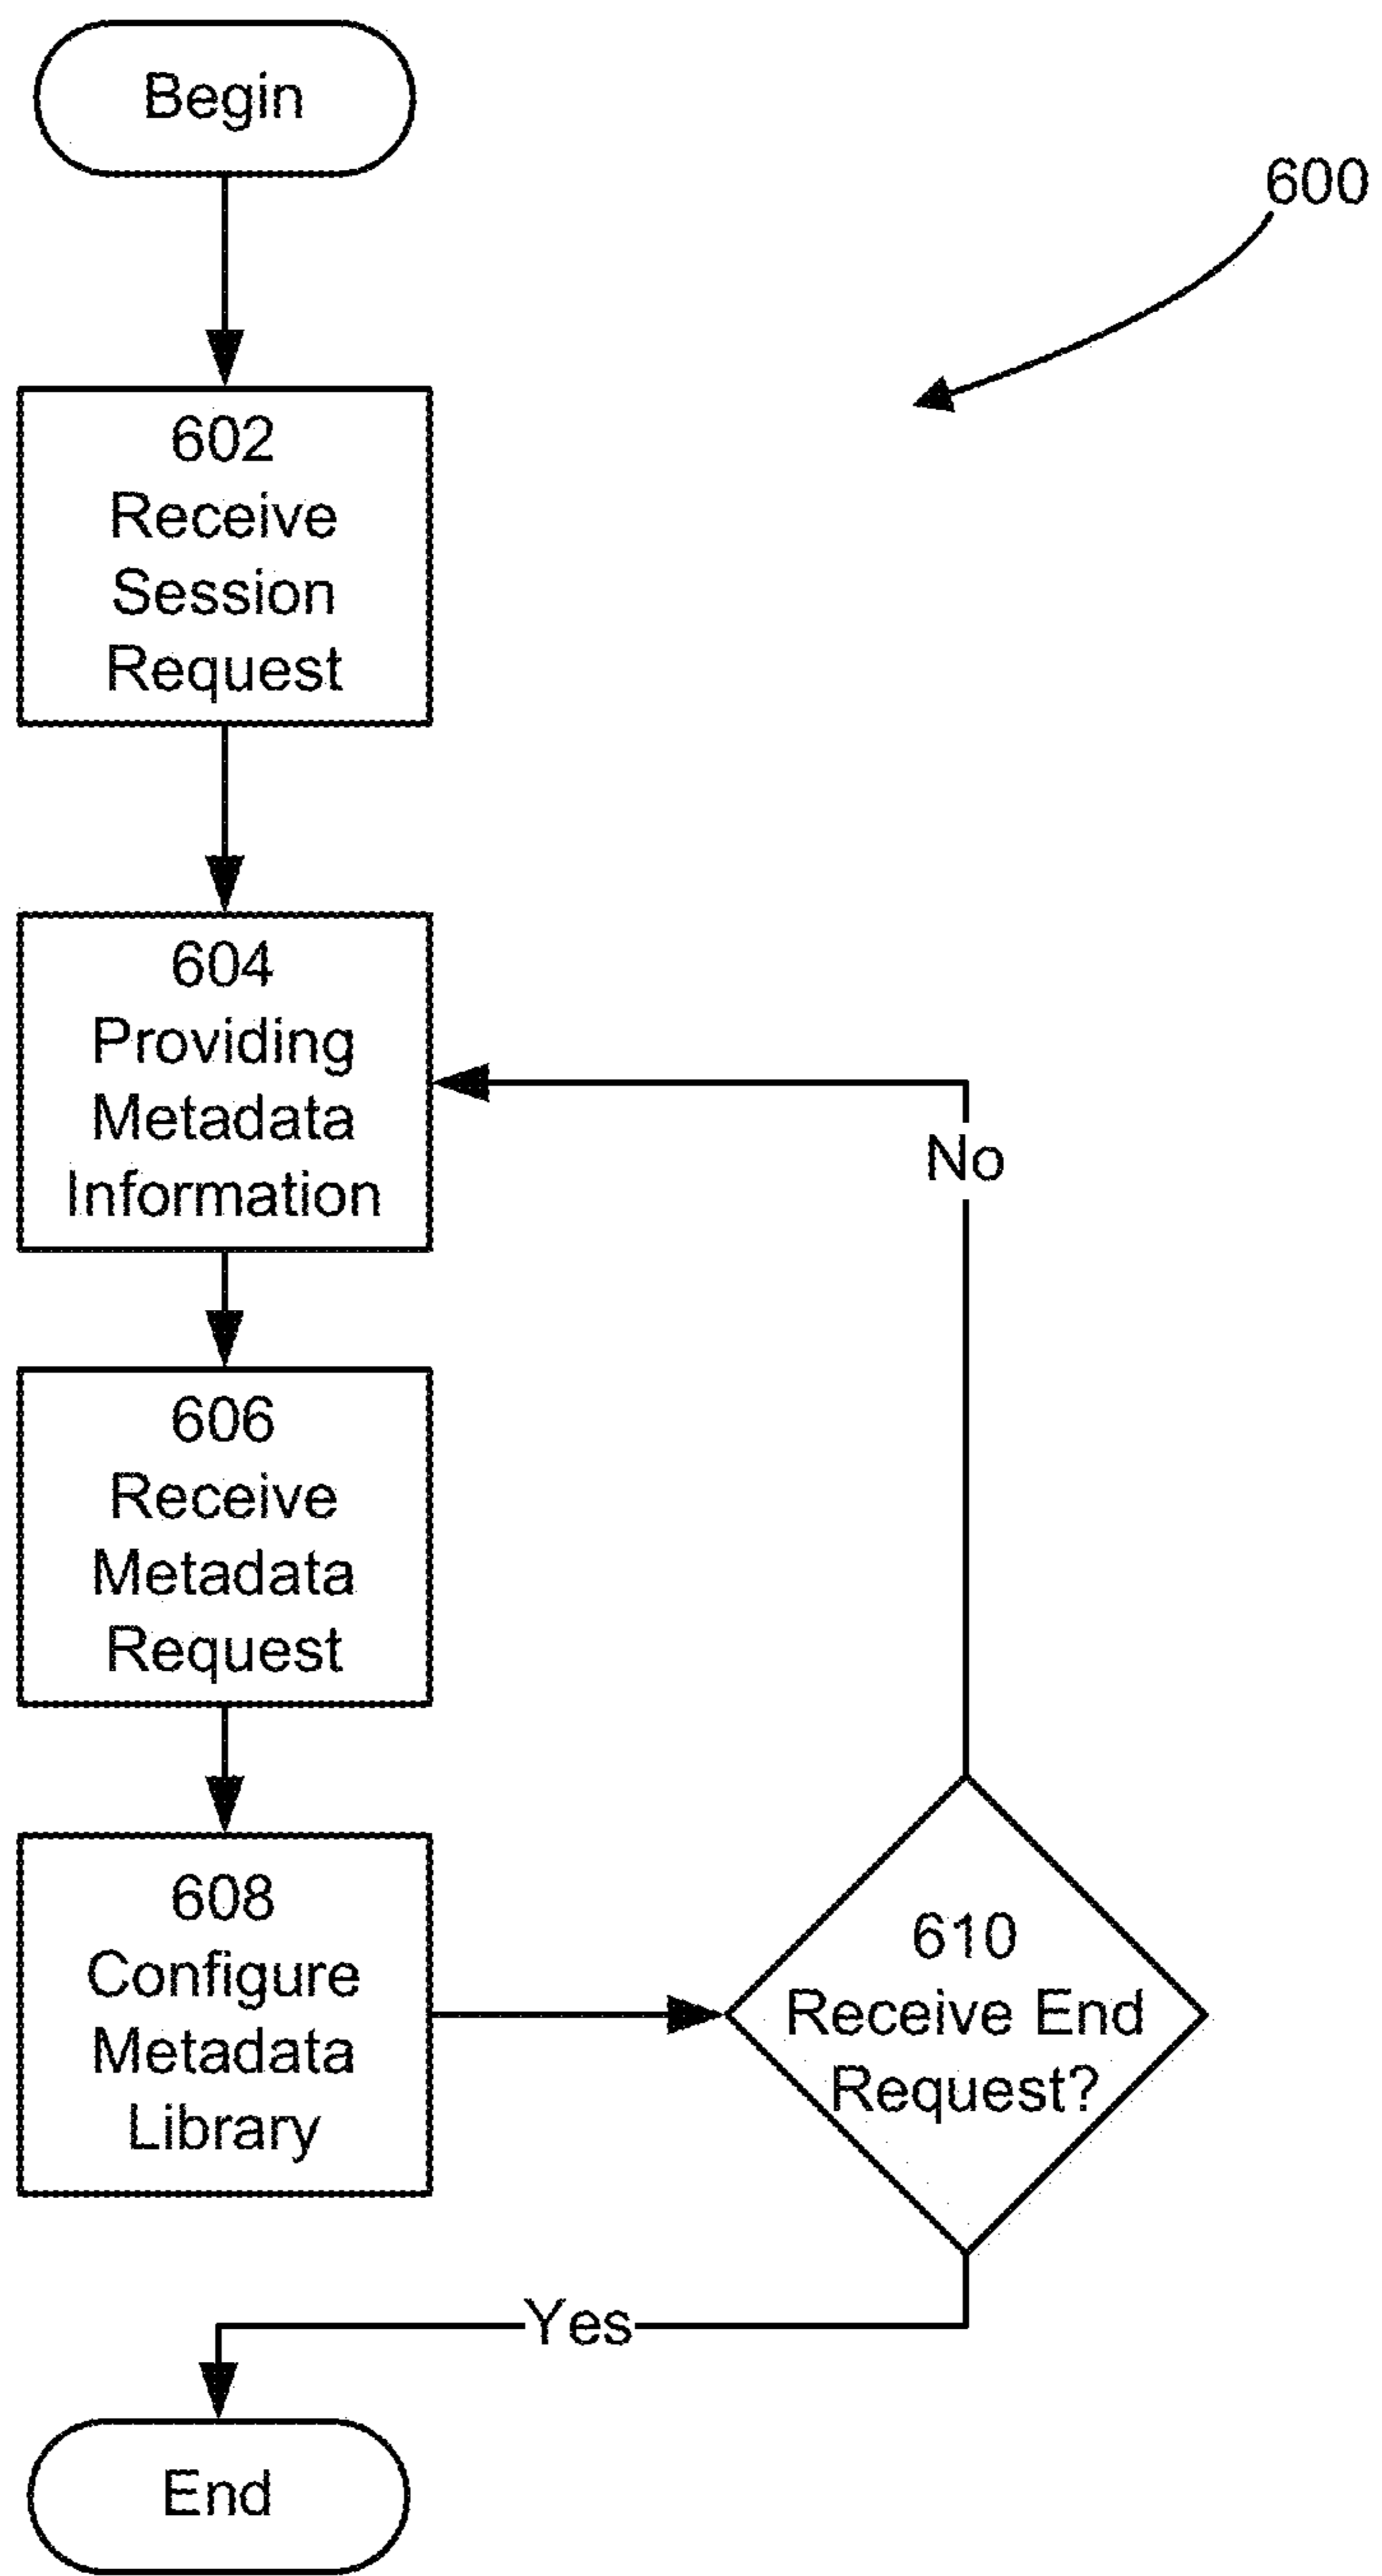 Begin
600
602
Receive
Session
Request
604
Providing
Metadata
Information
No
606
Receive
Metadata
Request
608
Configure
Metadata
Library
610
Receive End
Request?
Yes
End